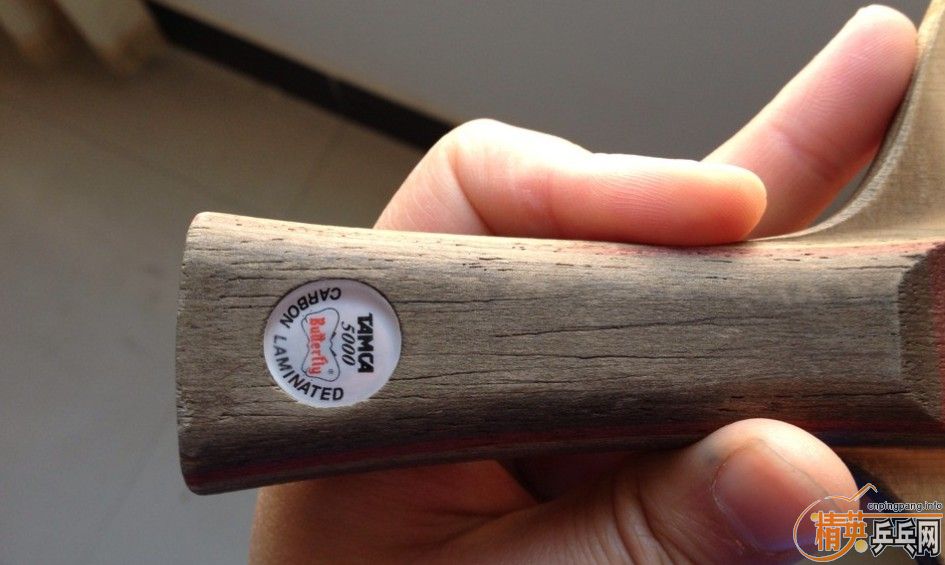 TAMCA
5000
Butterfly®
CARBON LAMINATED
cnpingpang.info
精英乒乓网